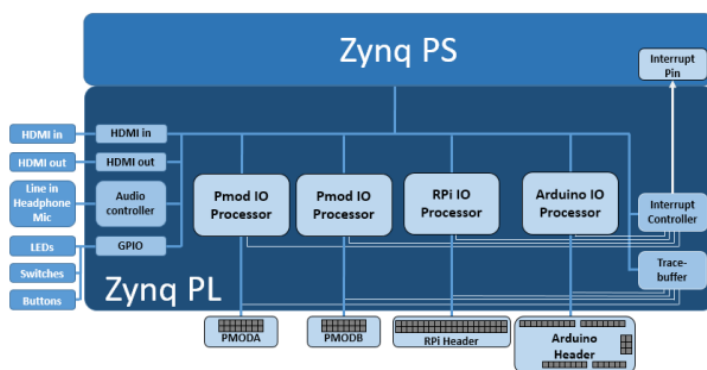 Zynq PS
Interrupt
Pin
HDMI in
HDMI in
HDMI out
HDMI out
Line in
Headphone
Mic
Audio
controller
Pmod IO
Processor
Pmod IO
Processor
RPi IO
Processor
Arduino IO
Processor
Interrupt
Controller
LEDs
GPIO
Switches
Buttons
Trace-
buffer
Zynq PL
PMODA
PMODB
RPi Header
Arduino
Header